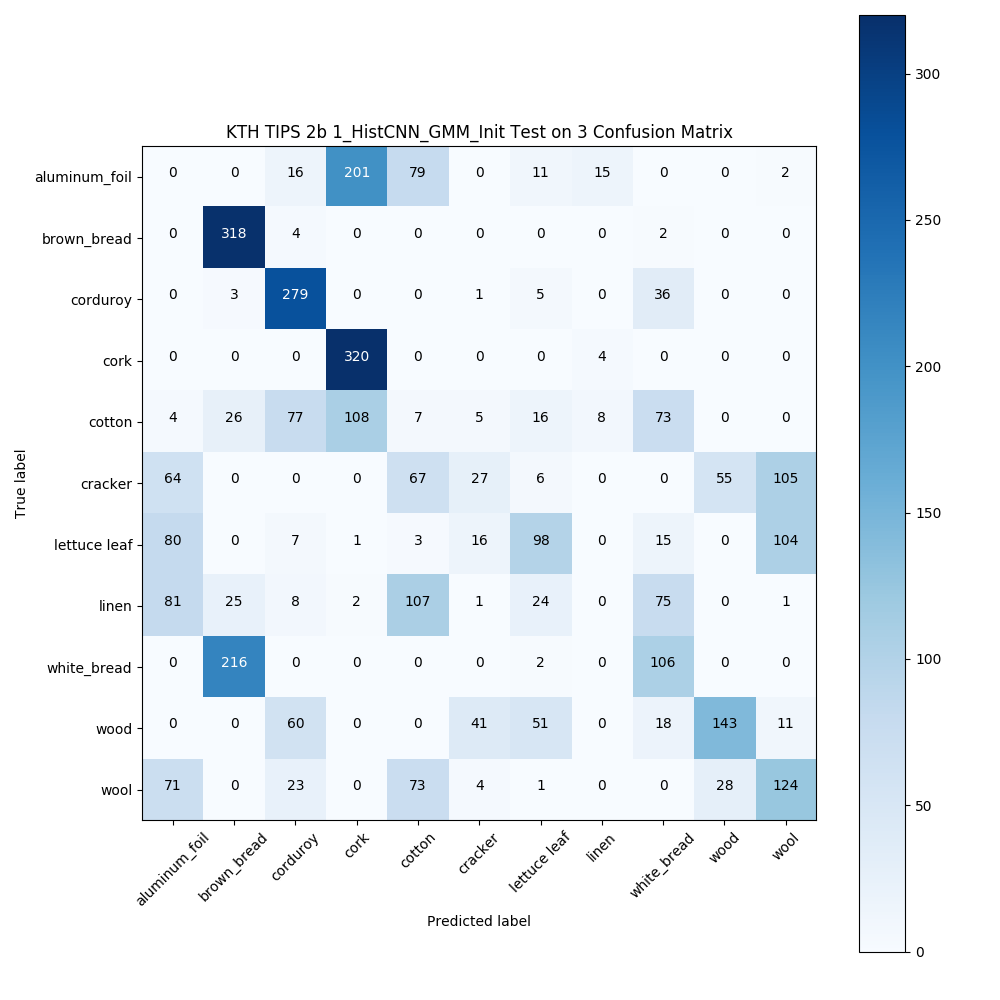 KTH TIPS 2b 1_HistCNN_GMM_Init Test on 3 Confusion Matrix
aluminum_foil 0 0 16 201 79 0 11 15 0 0 2
brown_bread 0 318 4 0 0 0 0 0 2 0 0
corduroy 0 3 279 0 0 1 5 0 36 0 0
cork 0 0 0 320 0 0 0 4 0 0 0
cotton 4 26 77 108 7 5 16 8 73 0 0
cracker 64 0 0 0 67 27 6 0 0 55 105
lettuce leaf 80 0 7 1 3 16 98 0 15 0 104
linen 81 25 8 2 107 1 24 0 75 0 1
white_bread 0 216 0 0 0 0 2 0 106 0 0
wood 0 0 60 0 0 41 51 0 18 143 11
wool 71 0 23 0 73 4 1 0 0 28 124
True label
aluminum_foil brown_bread corduroy cork cotton cracker lettuce leaf linen white_bread wood wool
Predicted label
300
250
200
150
100
50
0